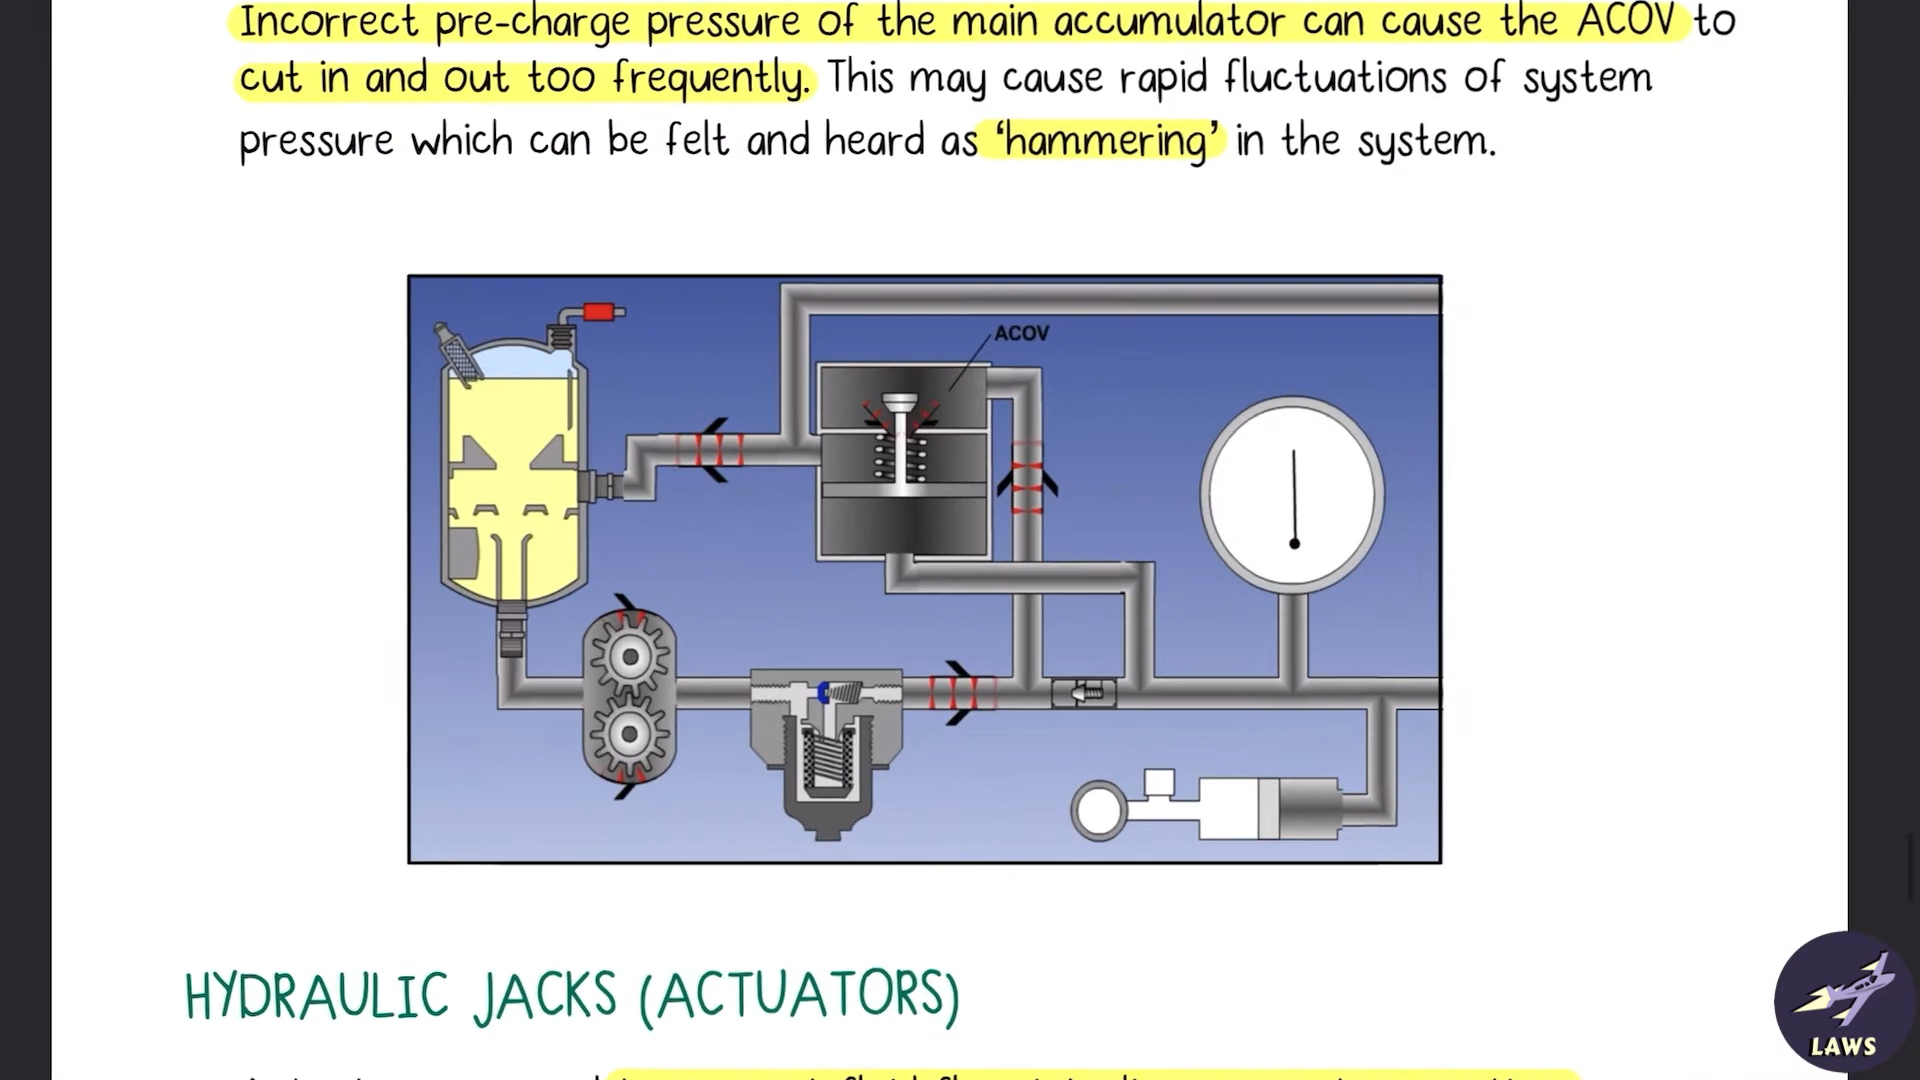 Incorrect pre-charge pressure of the main accumulator can cause the ACOV to
cut in and out too frequently. This may cause rapid fluctuations of system
pressure which can be felt and heard as ‘hammering’ in the system.
ACOV
HYDRAULIC JACKS (ACTUATORS)
LAWS